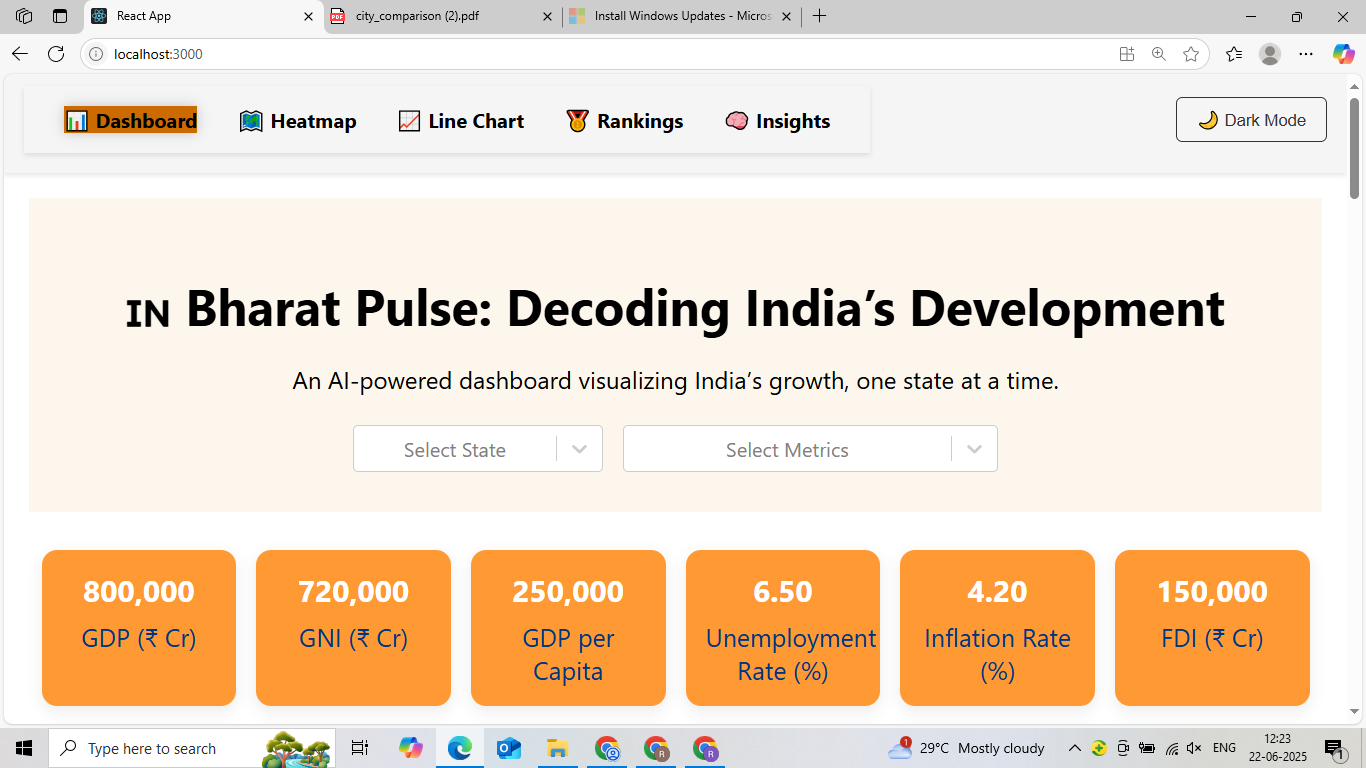 React App
city_comparison (2).pdf
Install Windows Updates - Micros
localhost:3000
Dashboard
Heatmap
Line Chart
Rankings
Insights
Dark Mode
IN Bharat Pulse: Decoding India’s Development
An AI-powered dashboard visualizing India’s growth, one state at a time.
Select State
Select Metrics
800,000
GDP (₹ Cr)
720,000
GNI (₹ Cr)
250,000
GDP per
Capita
6.50
Unemployment
Rate (%)
4.20
Inflation Rate
(%)
150,000
FDI (₹ Cr)
Type here to search
R
R
1
29°C Mostly cloudy
ENG
12:23
22-06-2025
1